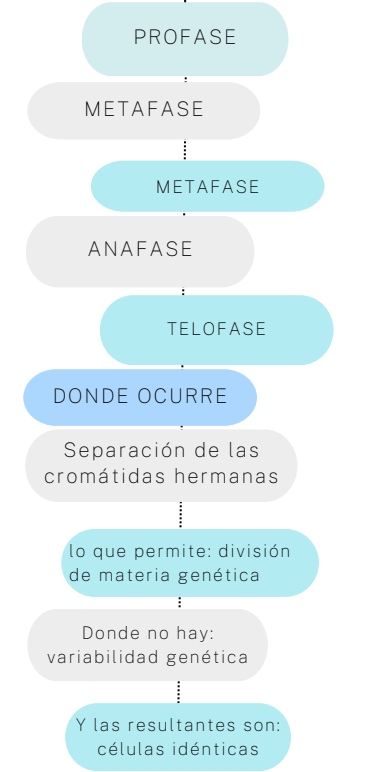 PROFASE
METAFASE
METAFASE
ANAFASE
TELOFASE
DONDE OCURRE
Separación de las
cromátidas hermanas
lo que permite: división
de materia genética
Donde no hay:
variabilidad genética
Y las resultantes son:
células idénticas